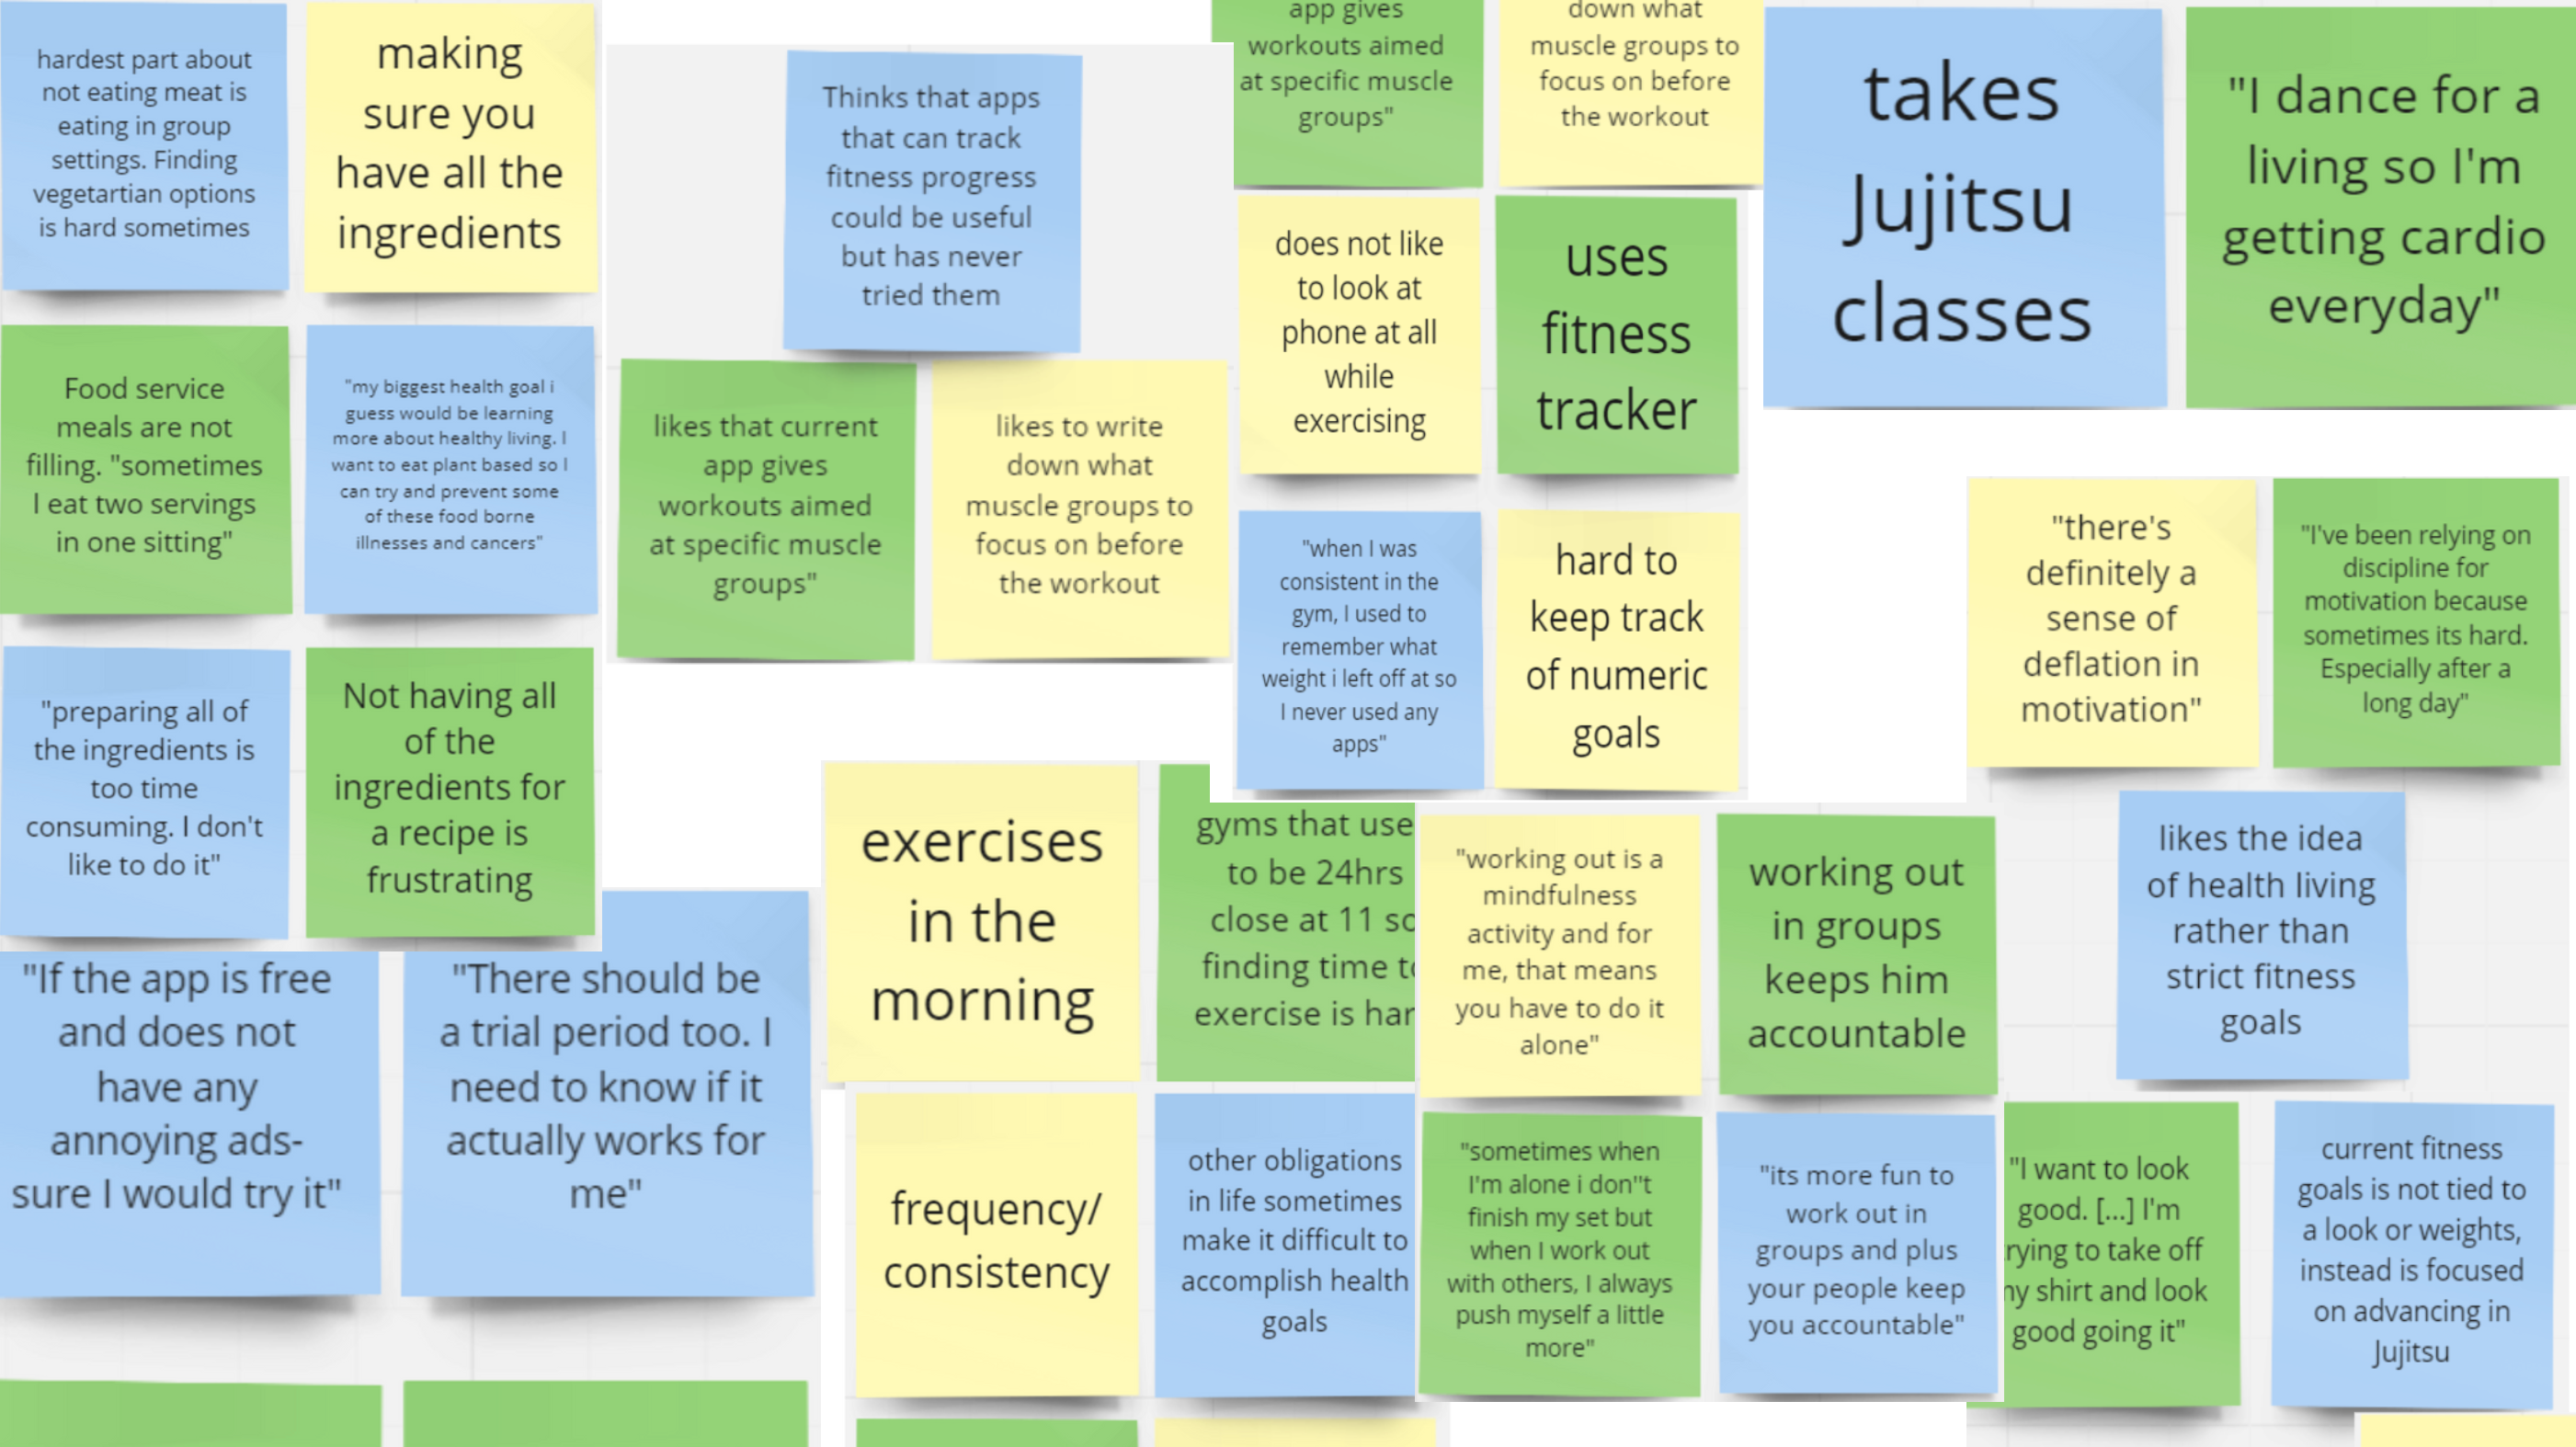 hardest part about
not eating meat is
eating in group
settings. Finding
vegetartian options
is hard sometimes
making
sure you
have all the
ingredients
Food service
meals are not
filling. "sometimes
I eat two servings
in one sitting"
"my biggest health goal i
guess would be learning
more about healthy living. I
want to eat plant based so I
can try and prevent some
of these food borne
illnesses and cancers"
"preparing all of
the ingredients is
too time
consuming. I don't
like to do it"
Not having all
of the
ingredients for
a recipe is
frustrating
"If the app is free
and does not
have any
annoying ads-
sure I would try it"
"There should be
a trial period too. I
need to know if it
actually works for
me"
Thinks that apps
that can track
fitness progress
could be useful
but has never
tried them
likes that current
app gives
workouts aimed
at specific muscle
groups"
likes to write
down what
muscle groups to
focus on before
the workout
app gives
workouts aimed
at specific muscle
groups"
down what
muscle groups to
focus on before
the workout
does not like
to look at
phone at all
while
exercising
uses
fitness
tracker
"when I was
consistent in the
gym, I used to
remember what
weight i left off at so
I never used any
apps"
hard to
keep track
of numeric
goals
takes
Jujitsu
classes
"I dance for a
living so I'm
getting cardio
everyday"
"there's
definitely a
sense of
deflation in
motivation"
"I've been relying on
discipline for
motivation because
sometimes its hard.
Especially after a
long day"
likes the idea
of health living
rather than
strict fitness
goals
exercises
in the
morning
gyms that use
to be 24hrs
close at 11 so
finding time to
exercise is har
frequency/
consistency
other obligations
in life sometimes
make it difficult to
accomplish health
goals
"working out is a
mindfulness
activity and for
me, that means
you have to do it
alone"
working out
in groups
keeps him
accountable
"sometimes when
I'm alone i don"t
finish my set but
when I work out
with others, I always
push myself a little
more"
"its more fun to
work out in
groups and plus
your people keep
you accountable"
"I want to look
good. [...] I'm
rying to take off
ny shirt and look
good going it"
current fitness
goals is not tied to
a look or weights,
instead is focused
on advancing in
Jujitsu